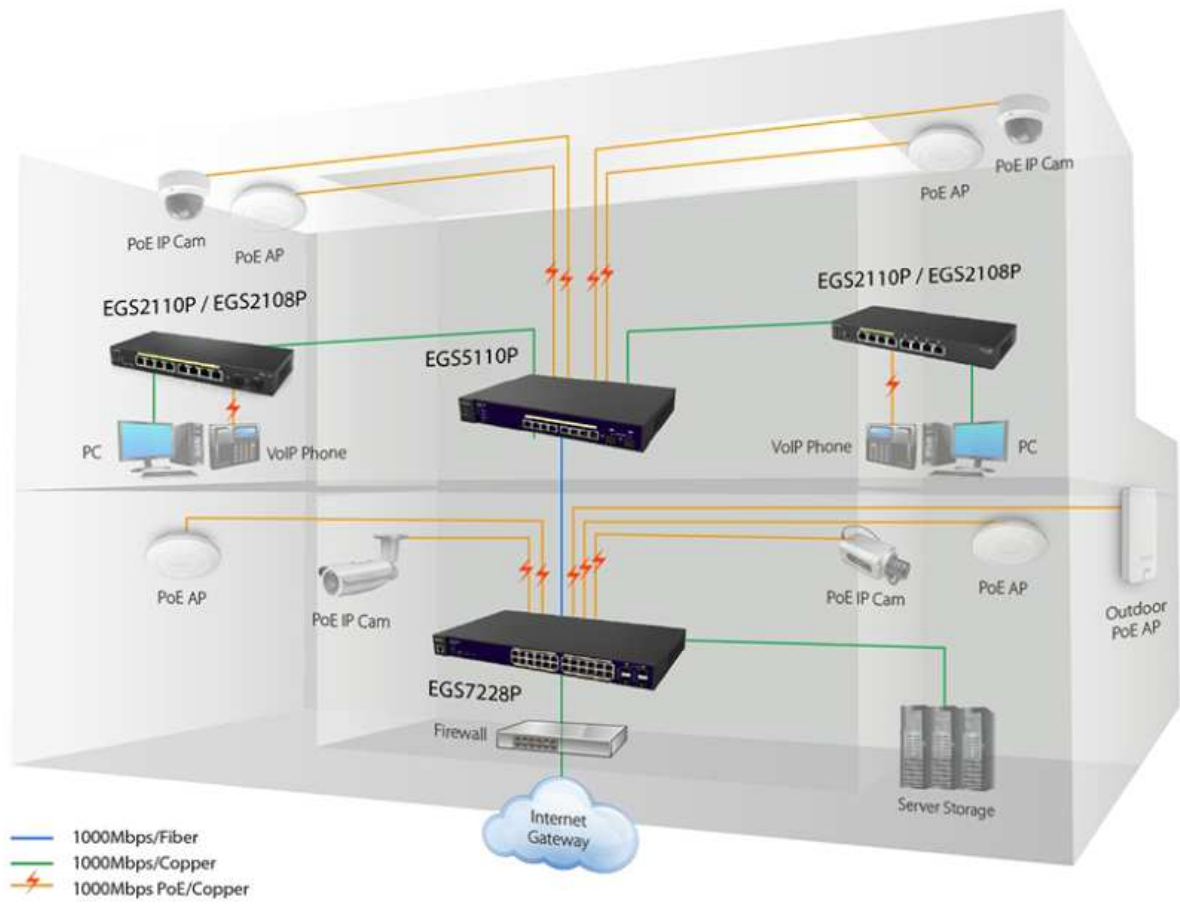 PoE IP Cam
PoE AP
PoE AP
PoE IP Cam
EGS2110P / EGS2108P
EGS2110P / EGS2108P
EGS5110P
PC
VoIP Phone
VoIP Phone
PC
PoE AP
PoE IP Cam
PoE IP Cam
PoE AP
Outdoor
PoE AP
EGS7228P
Firewall
Server Storage
Internet
Gateway
1000Mbps/Fiber
1000Mbps/Copper
1000Mbps PoE/Copper